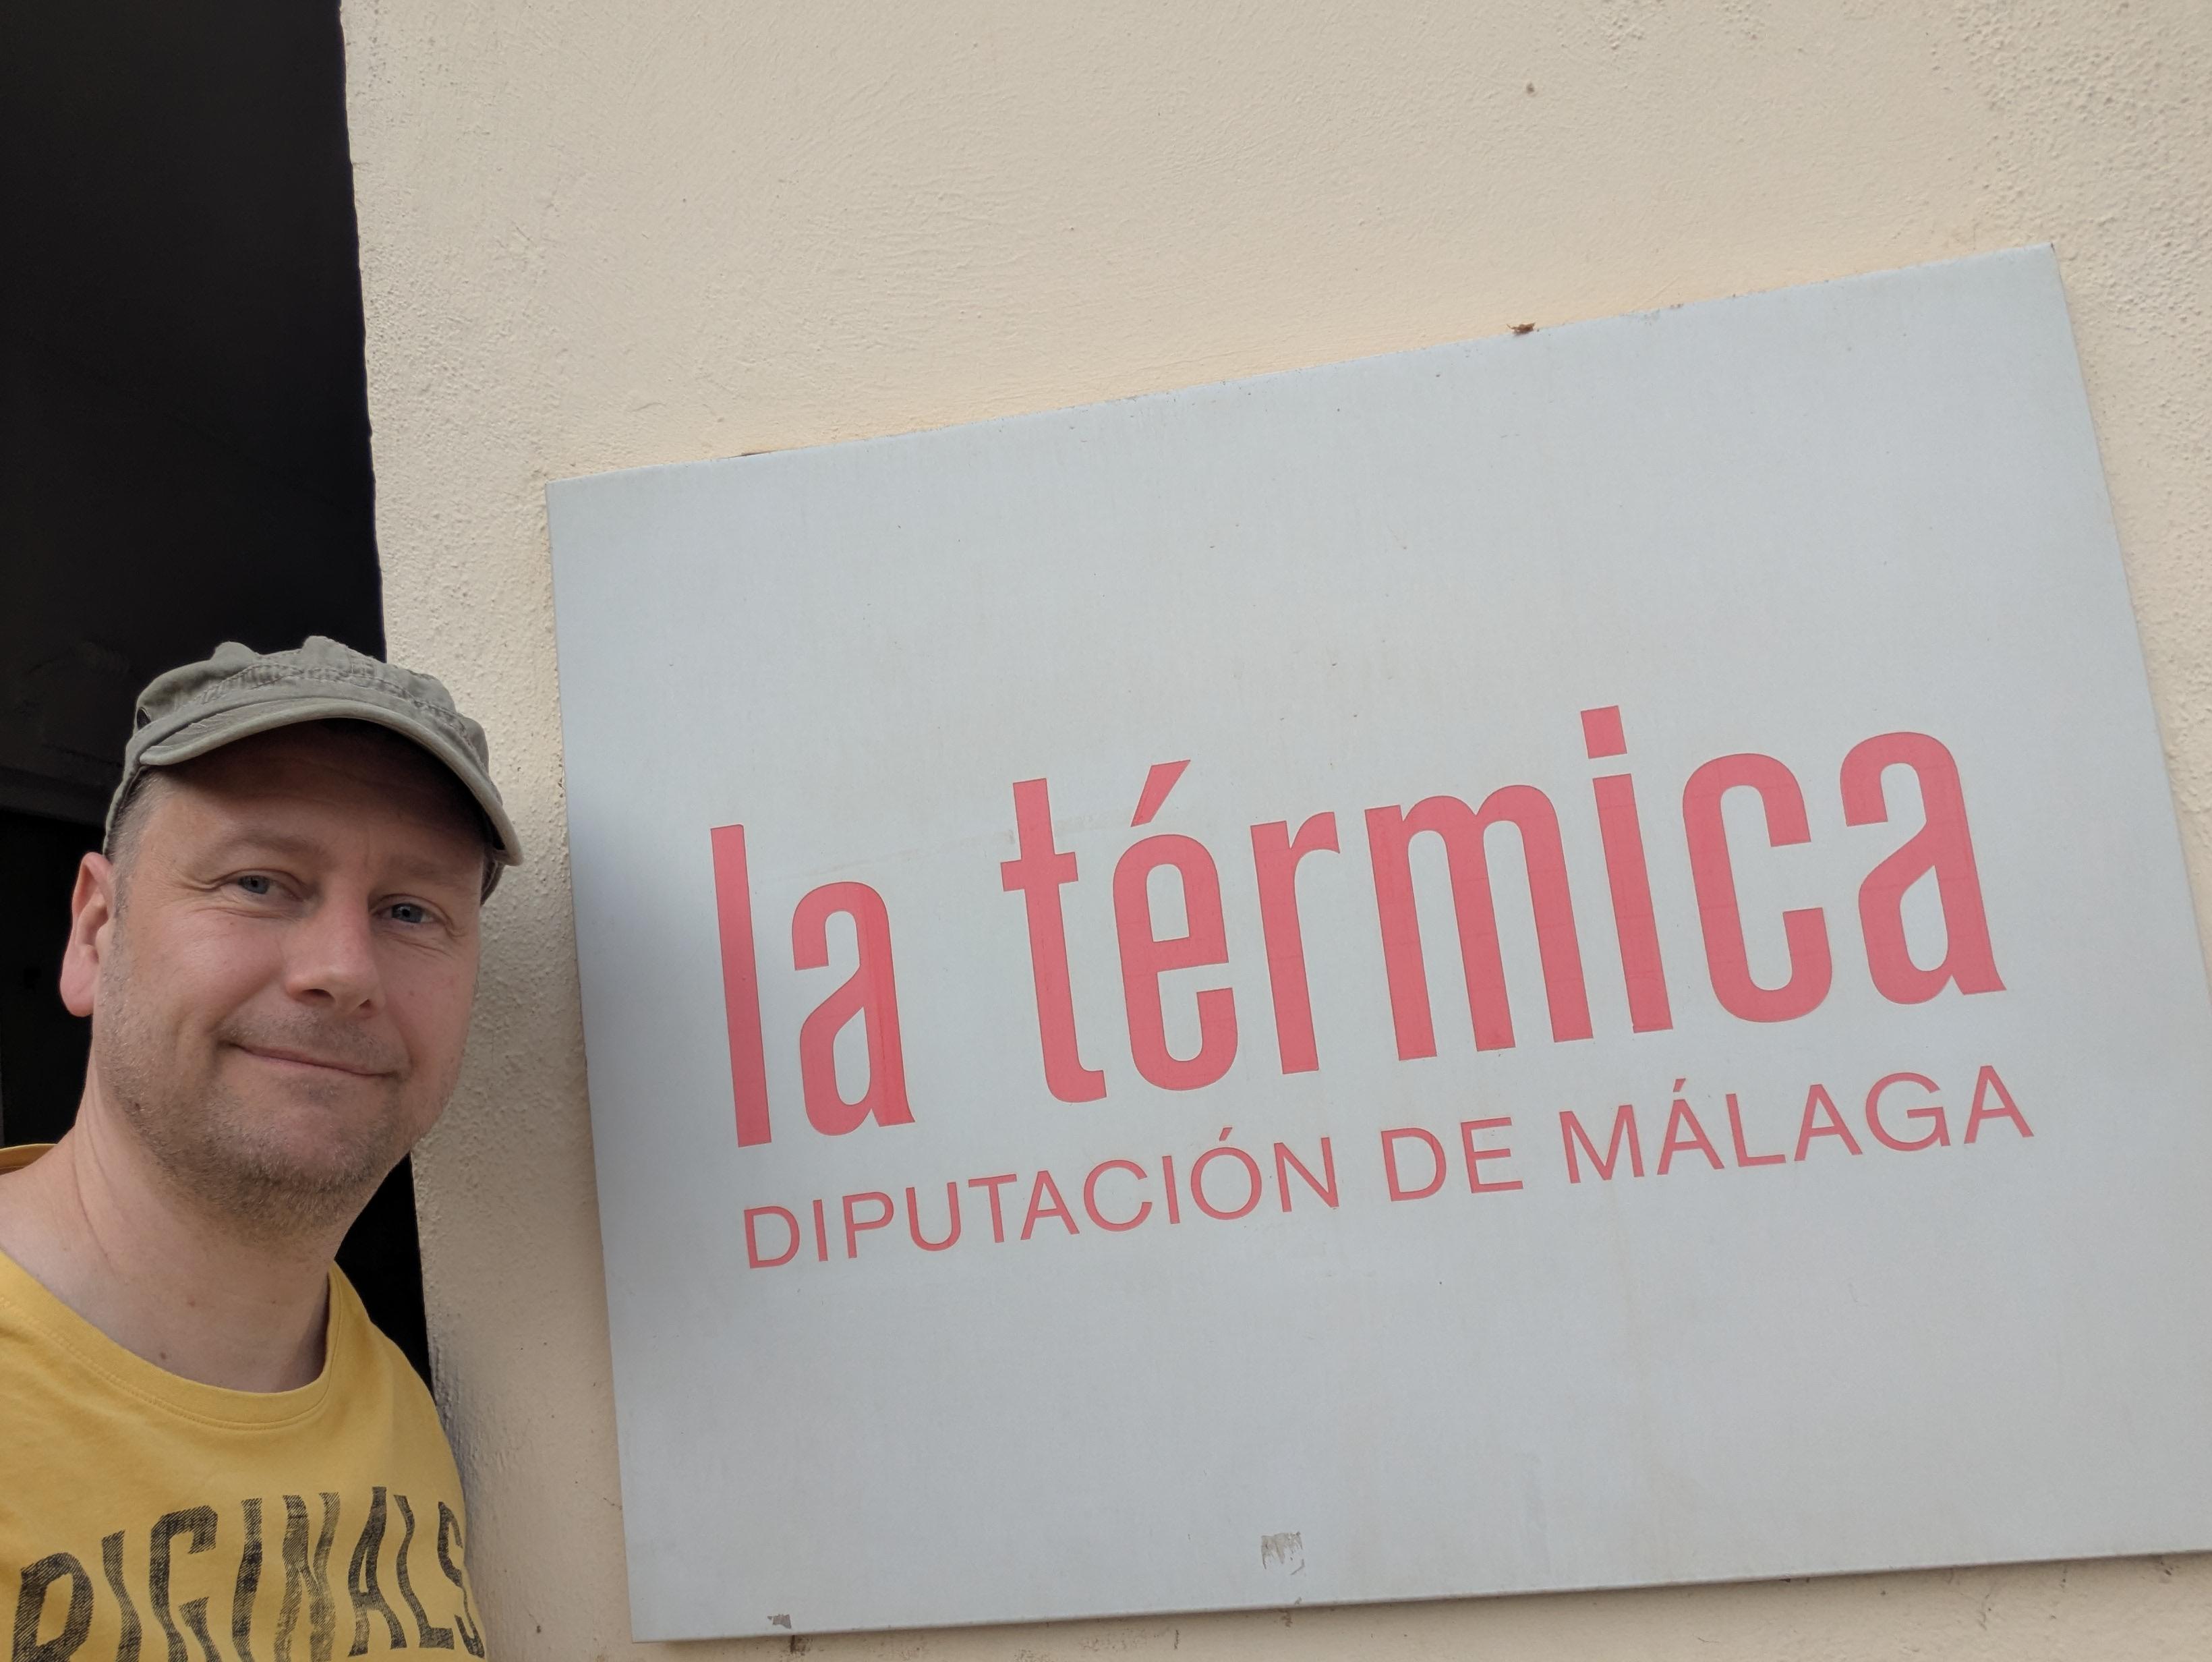 la térmica
DIPUTACIÓN DE MÁLAGA
RIGINALS